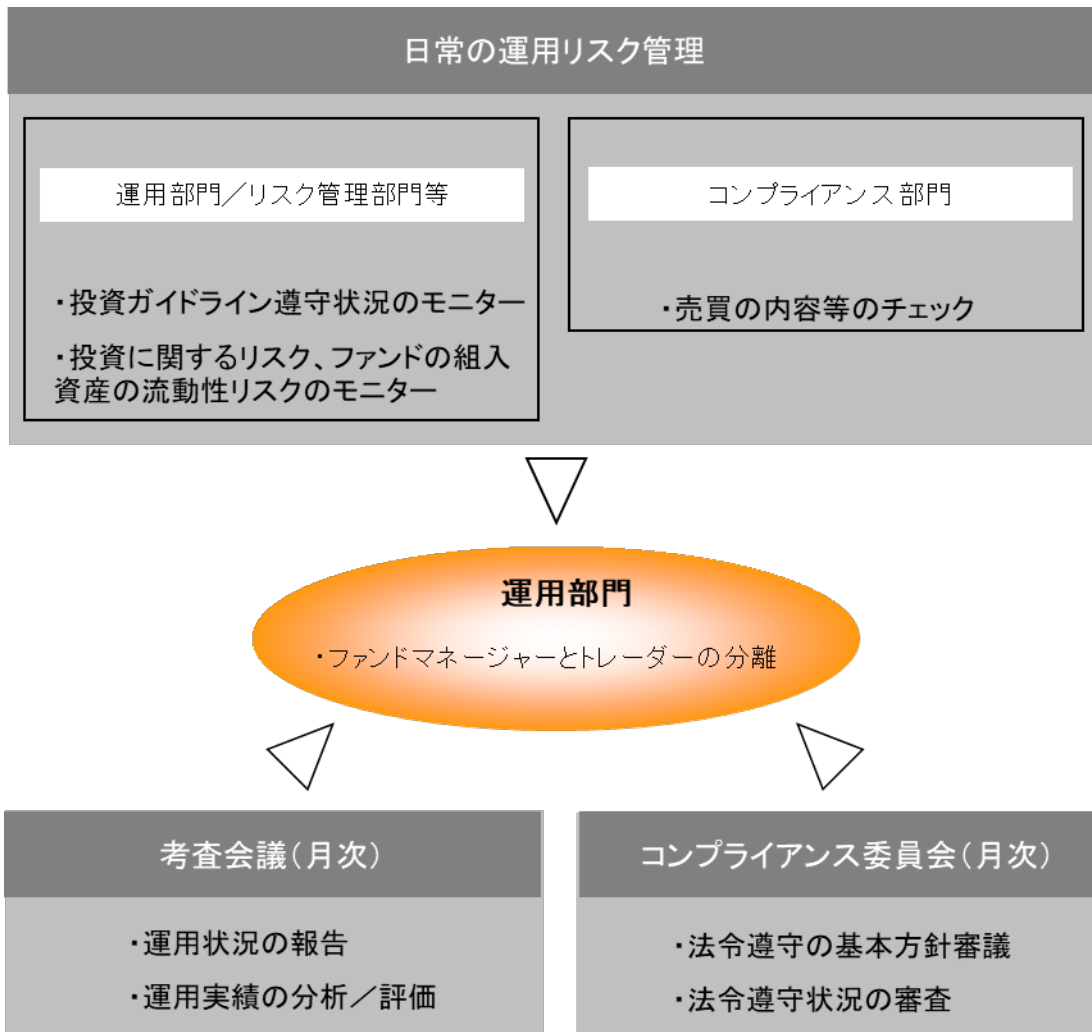 日常の運用リスク管理
運用部門／リスク管理部門等
・投資ガイドライン遵守状況のモニター
・投資に関するリスク、ファンドの組入
資産の流動性リスクのモニター
コンプライアンス部門
・売買の内容等のチェック
運用部門
・ファンドマネージャーとトレーダーの分離
考査会議（月次）
・運用状況の報告
・運用実績の分析／評価
コンプライアンス委員会（月次）
・法令遵守の基本方針審議
・法令遵守状況の審査